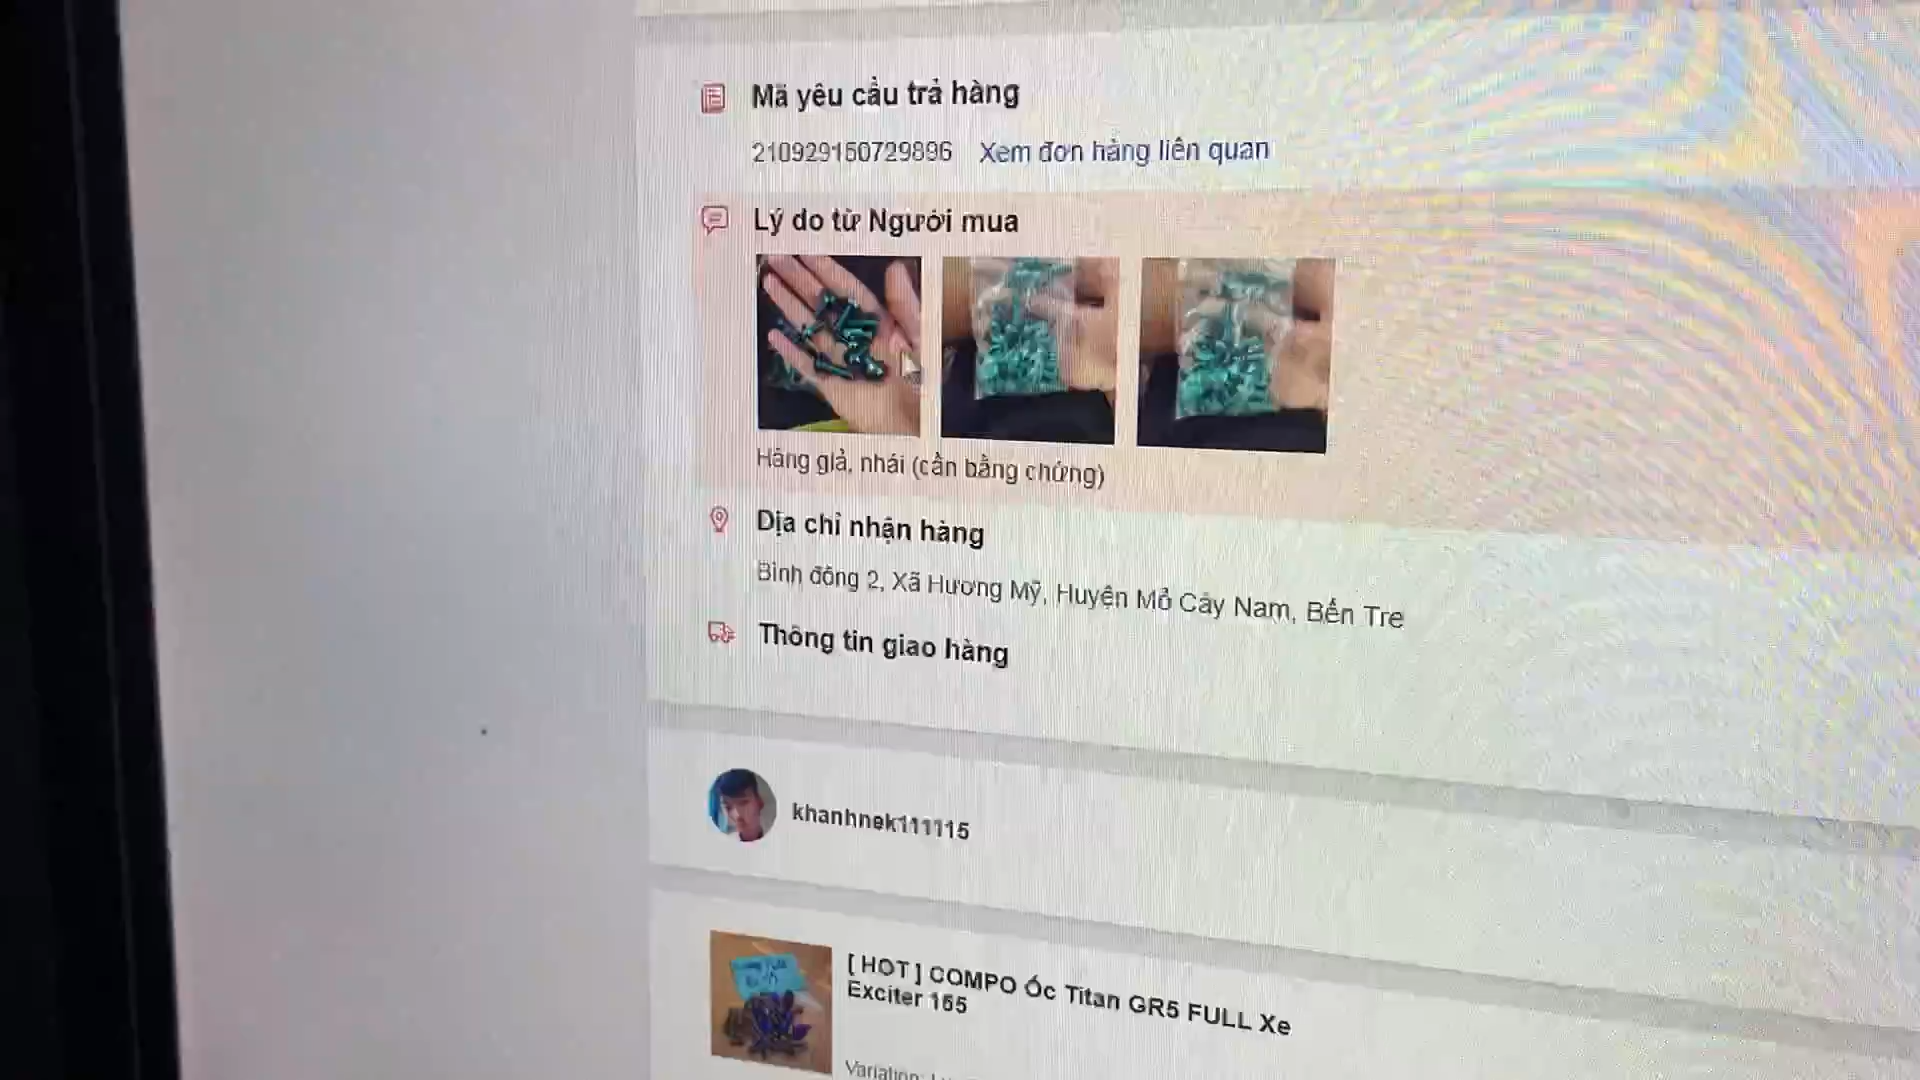 Mã yêu cầu trả hàng
210929150729896 Xem đơn hàng liên quan
Lý do từ Người mua
Hàng giả, nhái (cần bằng chứng)
Địa chỉ nhận hàng
Bình đông 2, Xã Hương Mỹ, Huyện Mỏ Cày Nam, Bến Tre
Thông tin giao hàng
khanhnek111115
[ HOT ] COMPO Ốc Titan GR5 FULL Xe
Exciter 155
Variation: